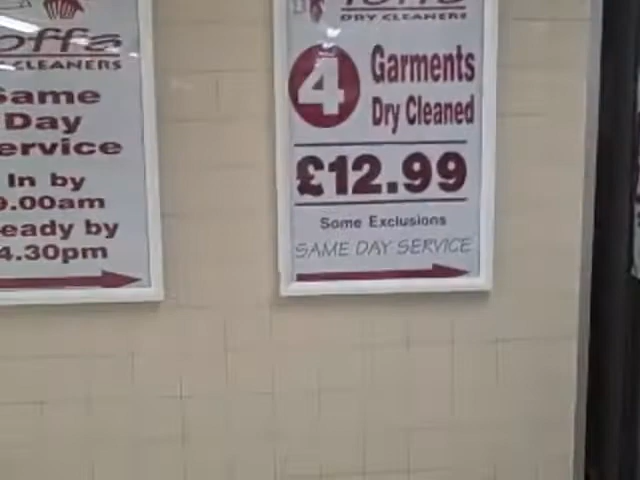 offa
CLEANERS
Same
Day
ervice
In by
9.00am
eady by
4.30pm
DRY CLEANERS
4 Garments
Dry Cleaned
£12.99
Some Exclusions
SAME DAY SERVICE